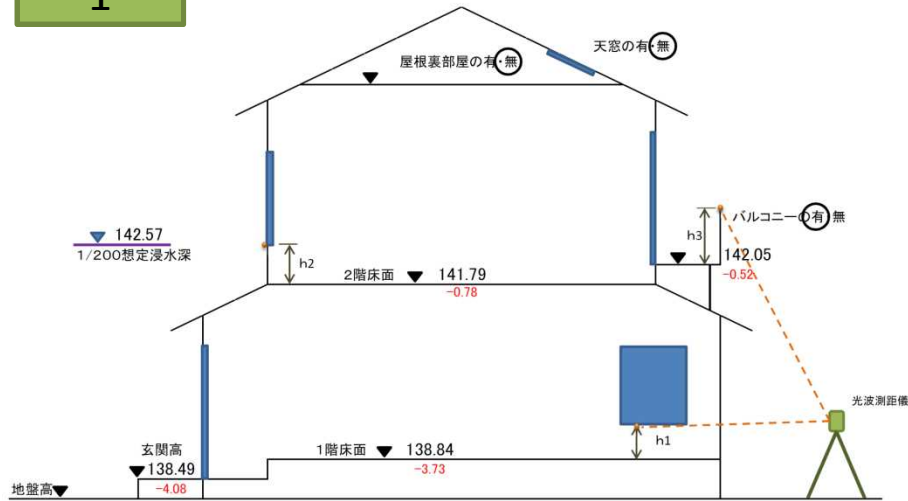 1
天窓の有・無
屋根裏部屋の有・無
バルコニーの有・無
142.57
1/200想定浸水深
h2
h3
142.05
-0.52
2階床面 141.79
-0.78
光波測距儀
h1
玄関高
1階床面 138.84
138.49
-3.73
-4.08
地盤高